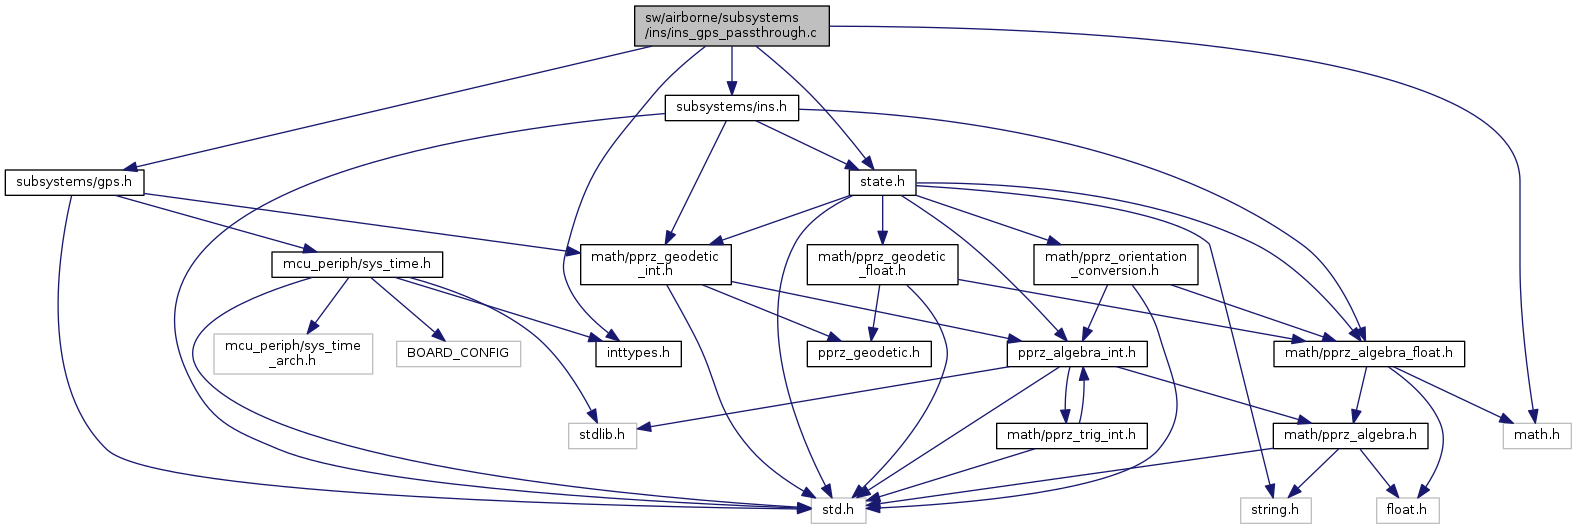 sw/airborne/subsystems
/ins/ins_gps_passthrough.c
subsystems/ins.h
subsystems/gps.h
state.h
mcu_periph/sys_time.h
math/pprz_geodetic
_int.h
math/pprz_geodetic
_float.h
math/pprz_orientation
_conversion.h
mcu_periph/sys_time
_arch.h
BOARD_CONFIG
inttypes.h
pprz_geodetic.h
pprz_algebra_int.h
math/pprz_algebra_float.h
stdlib.h
math/pprz_trig_int.h
math/pprz_algebra.h
math.h
std.h
string.h
float.h